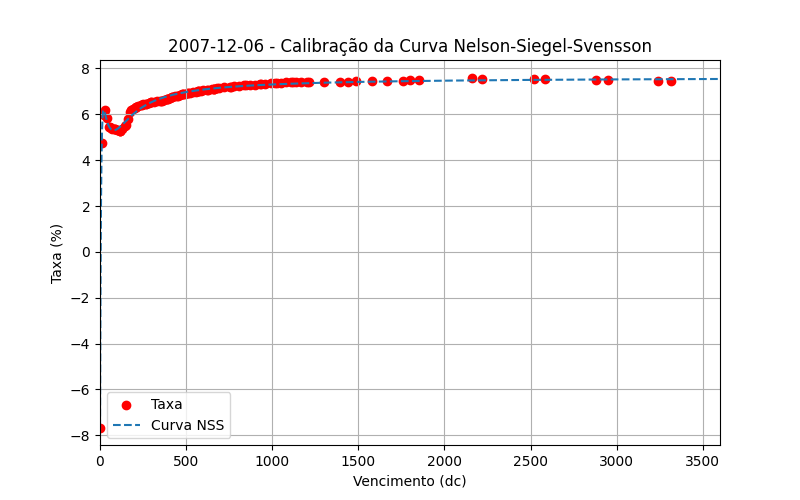 2007-12-06 - Calibração da Curva Nelson-Siegel-Svensson
8
6
4
2
0
−2
−4
−6
−8
Taxa (%)
Taxa
Curva NSS
0 500 1000 1500 2000 2500 3000 3500
Vencimento (dc)